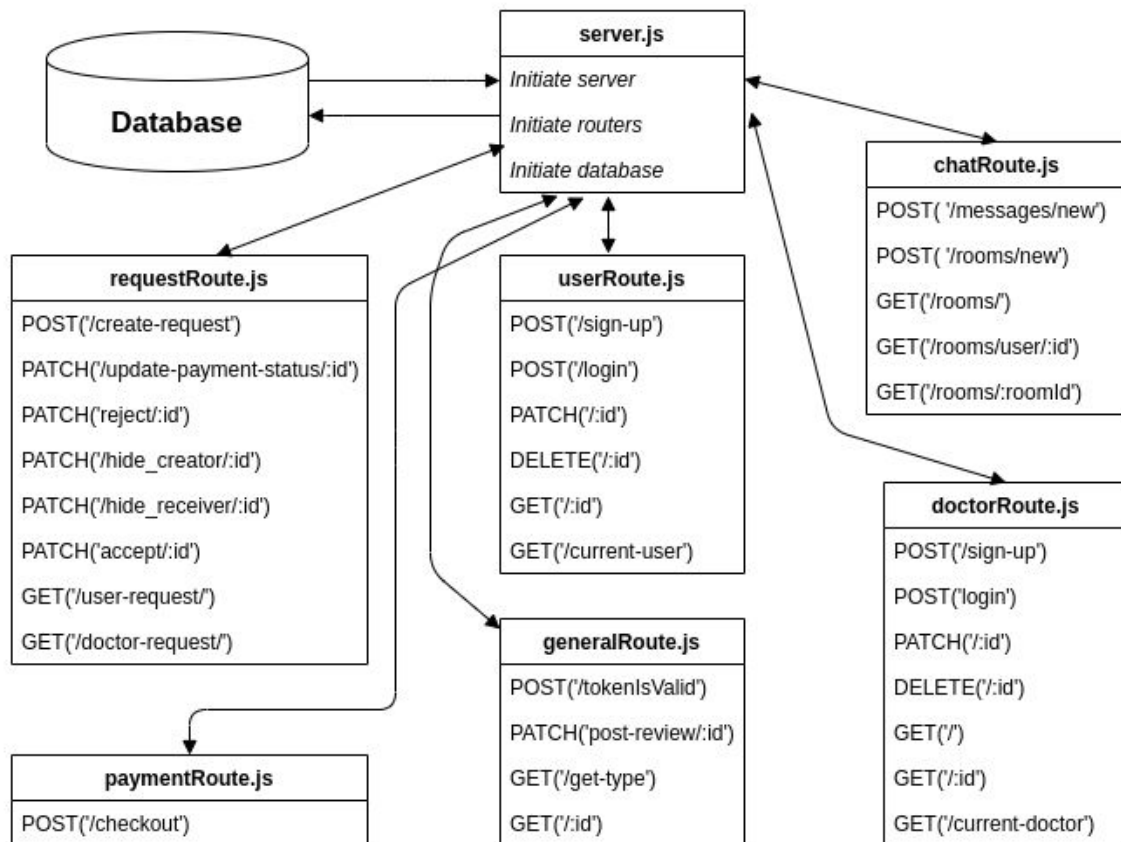 Database
server.js
Initiate server
Initiate routers
Initiate database
chatRoute.js
POST( '/messages/new')
POST( '/rooms/new')
GET('/rooms/')
GET('/rooms/user/:id')
GET('/rooms/:roomId')
requestRoute.js
POST('/create-request')
PATCH('/update-payment-status/:id')
PATCH('reject/:id')
PATCH('/hide_creator/:id')
PATCH('/hide_receiver/:id')
PATCH('accept/:id')
GET('/user-request/')
GET('/doctor-request/')
userRoute.js
POST('/sign-up')
POST('/login')
PATCH('/:id')
DELETE('/:id')
GET('/:id')
GET('/current-user')
doctorRoute.js
POST('/sign-up')
POST('login')
PATCH('/:id')
DELETE('/:id')
GET('/')
GET('/:id')
GET('/current-doctor')
generalRoute.js
POST('/tokenIsValid')
PATCH('post-review/:id')
GET('/get-type')
GET('/:id')
paymentRoute.js
POST('/checkout')